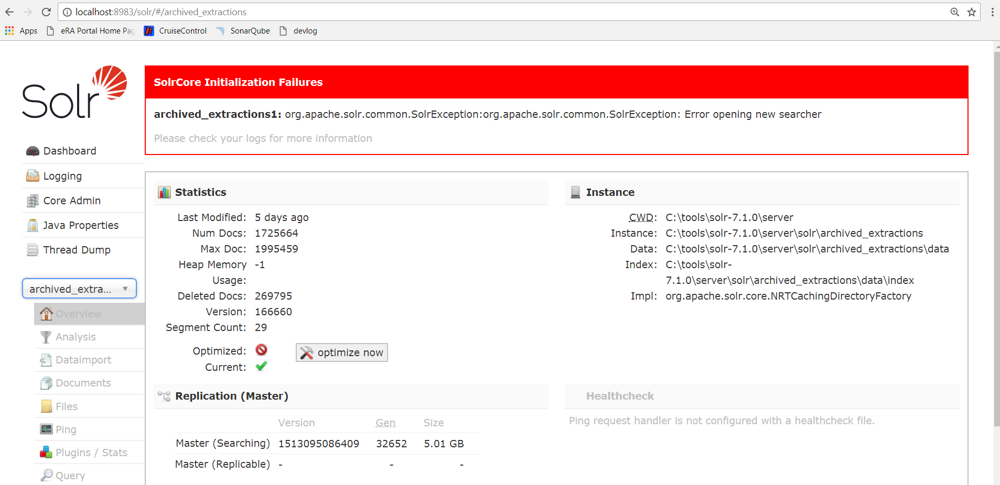 localhost:8983/solr/#/archived_extractions
Apps
eRA Portal Home Pag
CruiseControl
SonarQube
devlog
Solr
SolrCore Initialization Failures
archived_extractions1: org.apache.solr.common.SolrException:org.apache.solr.common.SolrException: Error opening new searcher
Please check your logs for more information
Dashboard
Logging
Core Admin
Java Properties
Thread Dump
archived_extra...
Overview
Analysis
Dataimport
Documents
Files
Ping
Plugins / Stats
Query
Statistics
Last Modified: 5 days ago
Num Docs: 1725664
Max Doc: 1995459
Heap Memory -1
Usage:
Deleted Docs: 269795
Version: 166660
Segment Count: 29
Optimized:
optimize now
Current:
Instance
CWD: C:\tools\solr-7.1.0\server
Instance: C:\tools\solr-7.1.0\server\solr\archived_extractions
Data: C:\tools\solr-7.1.0\server\solr\archived_extractions\data
Index: C:\tools\solr-
7.1.0\server\solr\archived_extractions\data\index
Impl: org.apache.solr.core.NRTCachingDirectoryFactory
Replication (Master)
Version Gen Size
Master (Searching) 1513095086409 32652 5.01 GB
Master (Replicable) - - -
Healthcheck
Ping request handler is not configured with a healthcheck file.